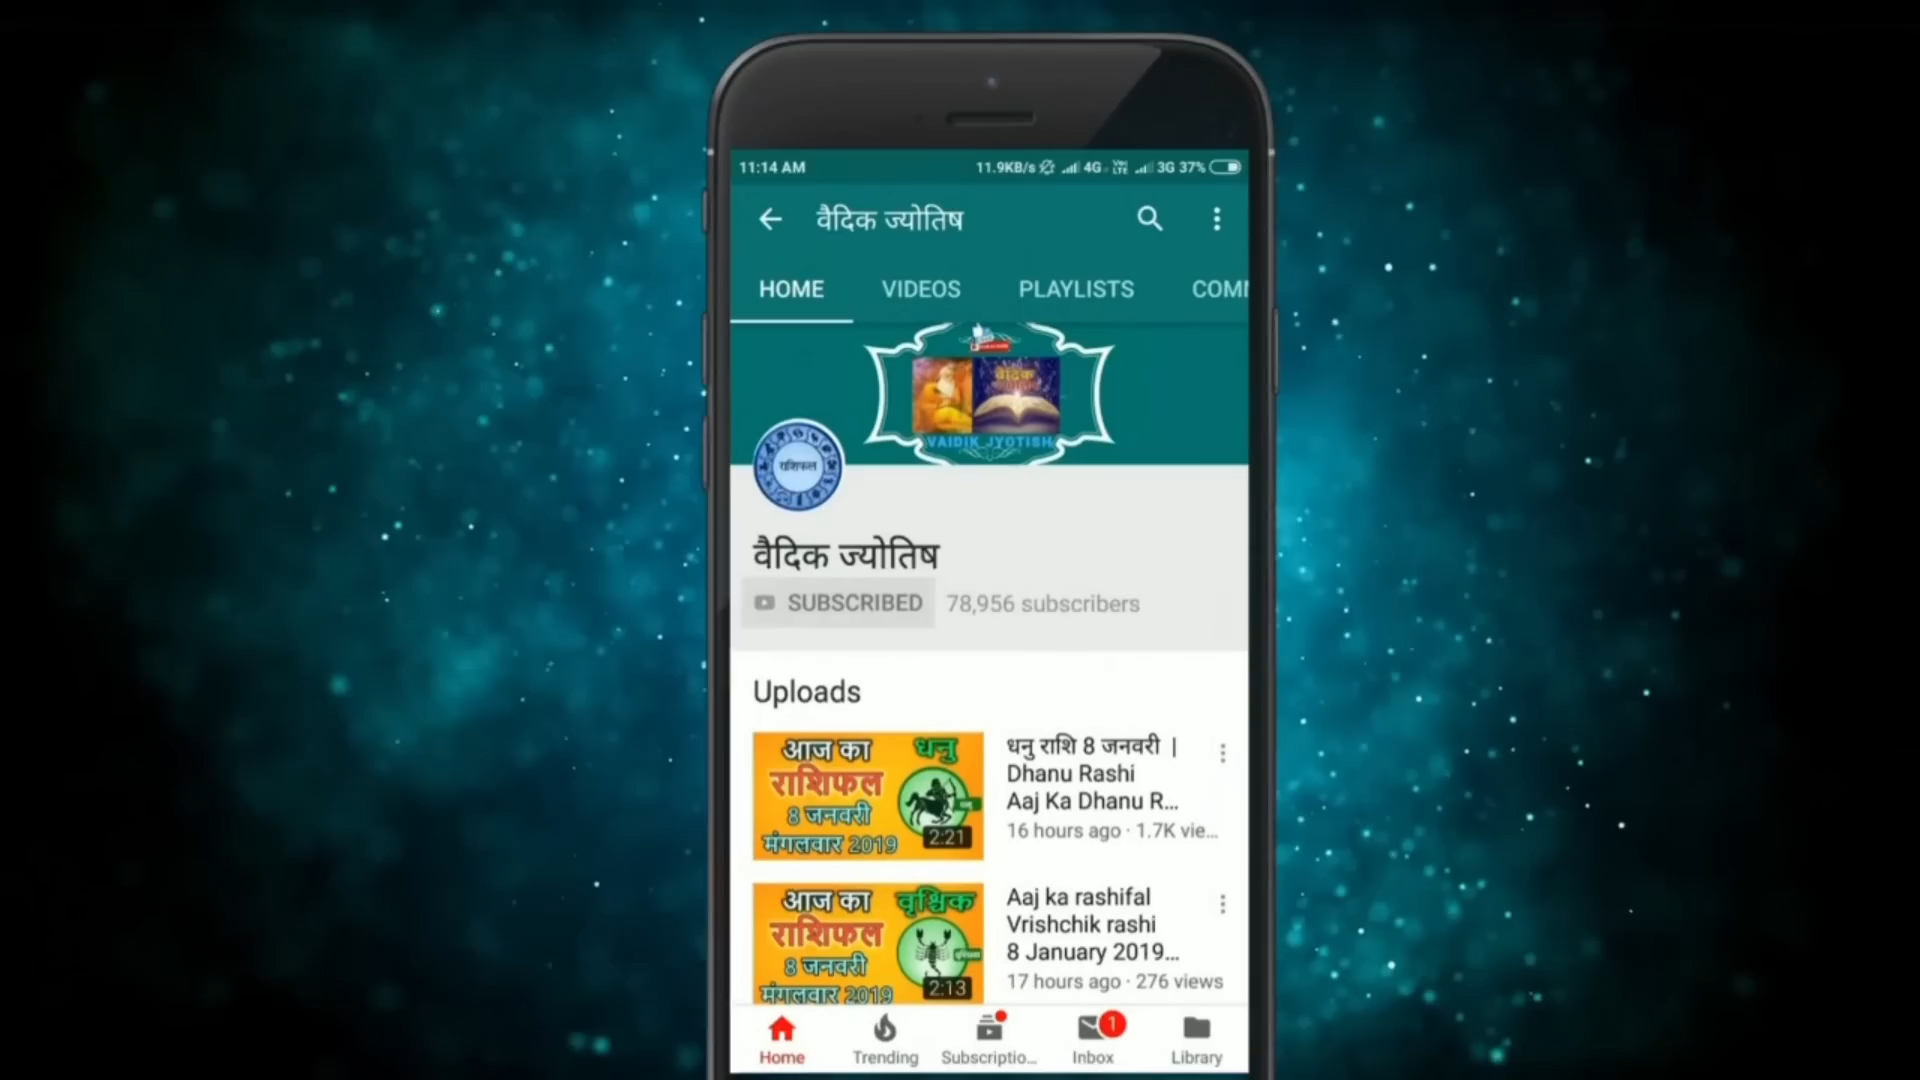 11:14 AM 11.9KB/s 4G VoLTE 3G 37%
वैदिक ज्योतिष
HOME VIDEOS PLAYLISTS COMM
वैदिक
VAIDIK JYOTISH
राशिफल
वैदिक ज्योतिष
SUBSCRIBED 78,956 subscribers
Uploads
आज का धनु
राशिफल
8 जनवरी
मंगलवार 2019
2:21
धनु राशि 8 जनवरी |
Dhanu Rashi
Aaj Ka Dhanu R...
16 hours ago · 1.7K vie...
आज का वृश्चिक
राशिफल
8 जनवरी
मंगलवार 2019
2:13
Aaj ka rashifal
Vrishchik rashi
8 January 2019...
17 hours ago · 276 views
1
Home Trending Subscriptio... Inbox Library